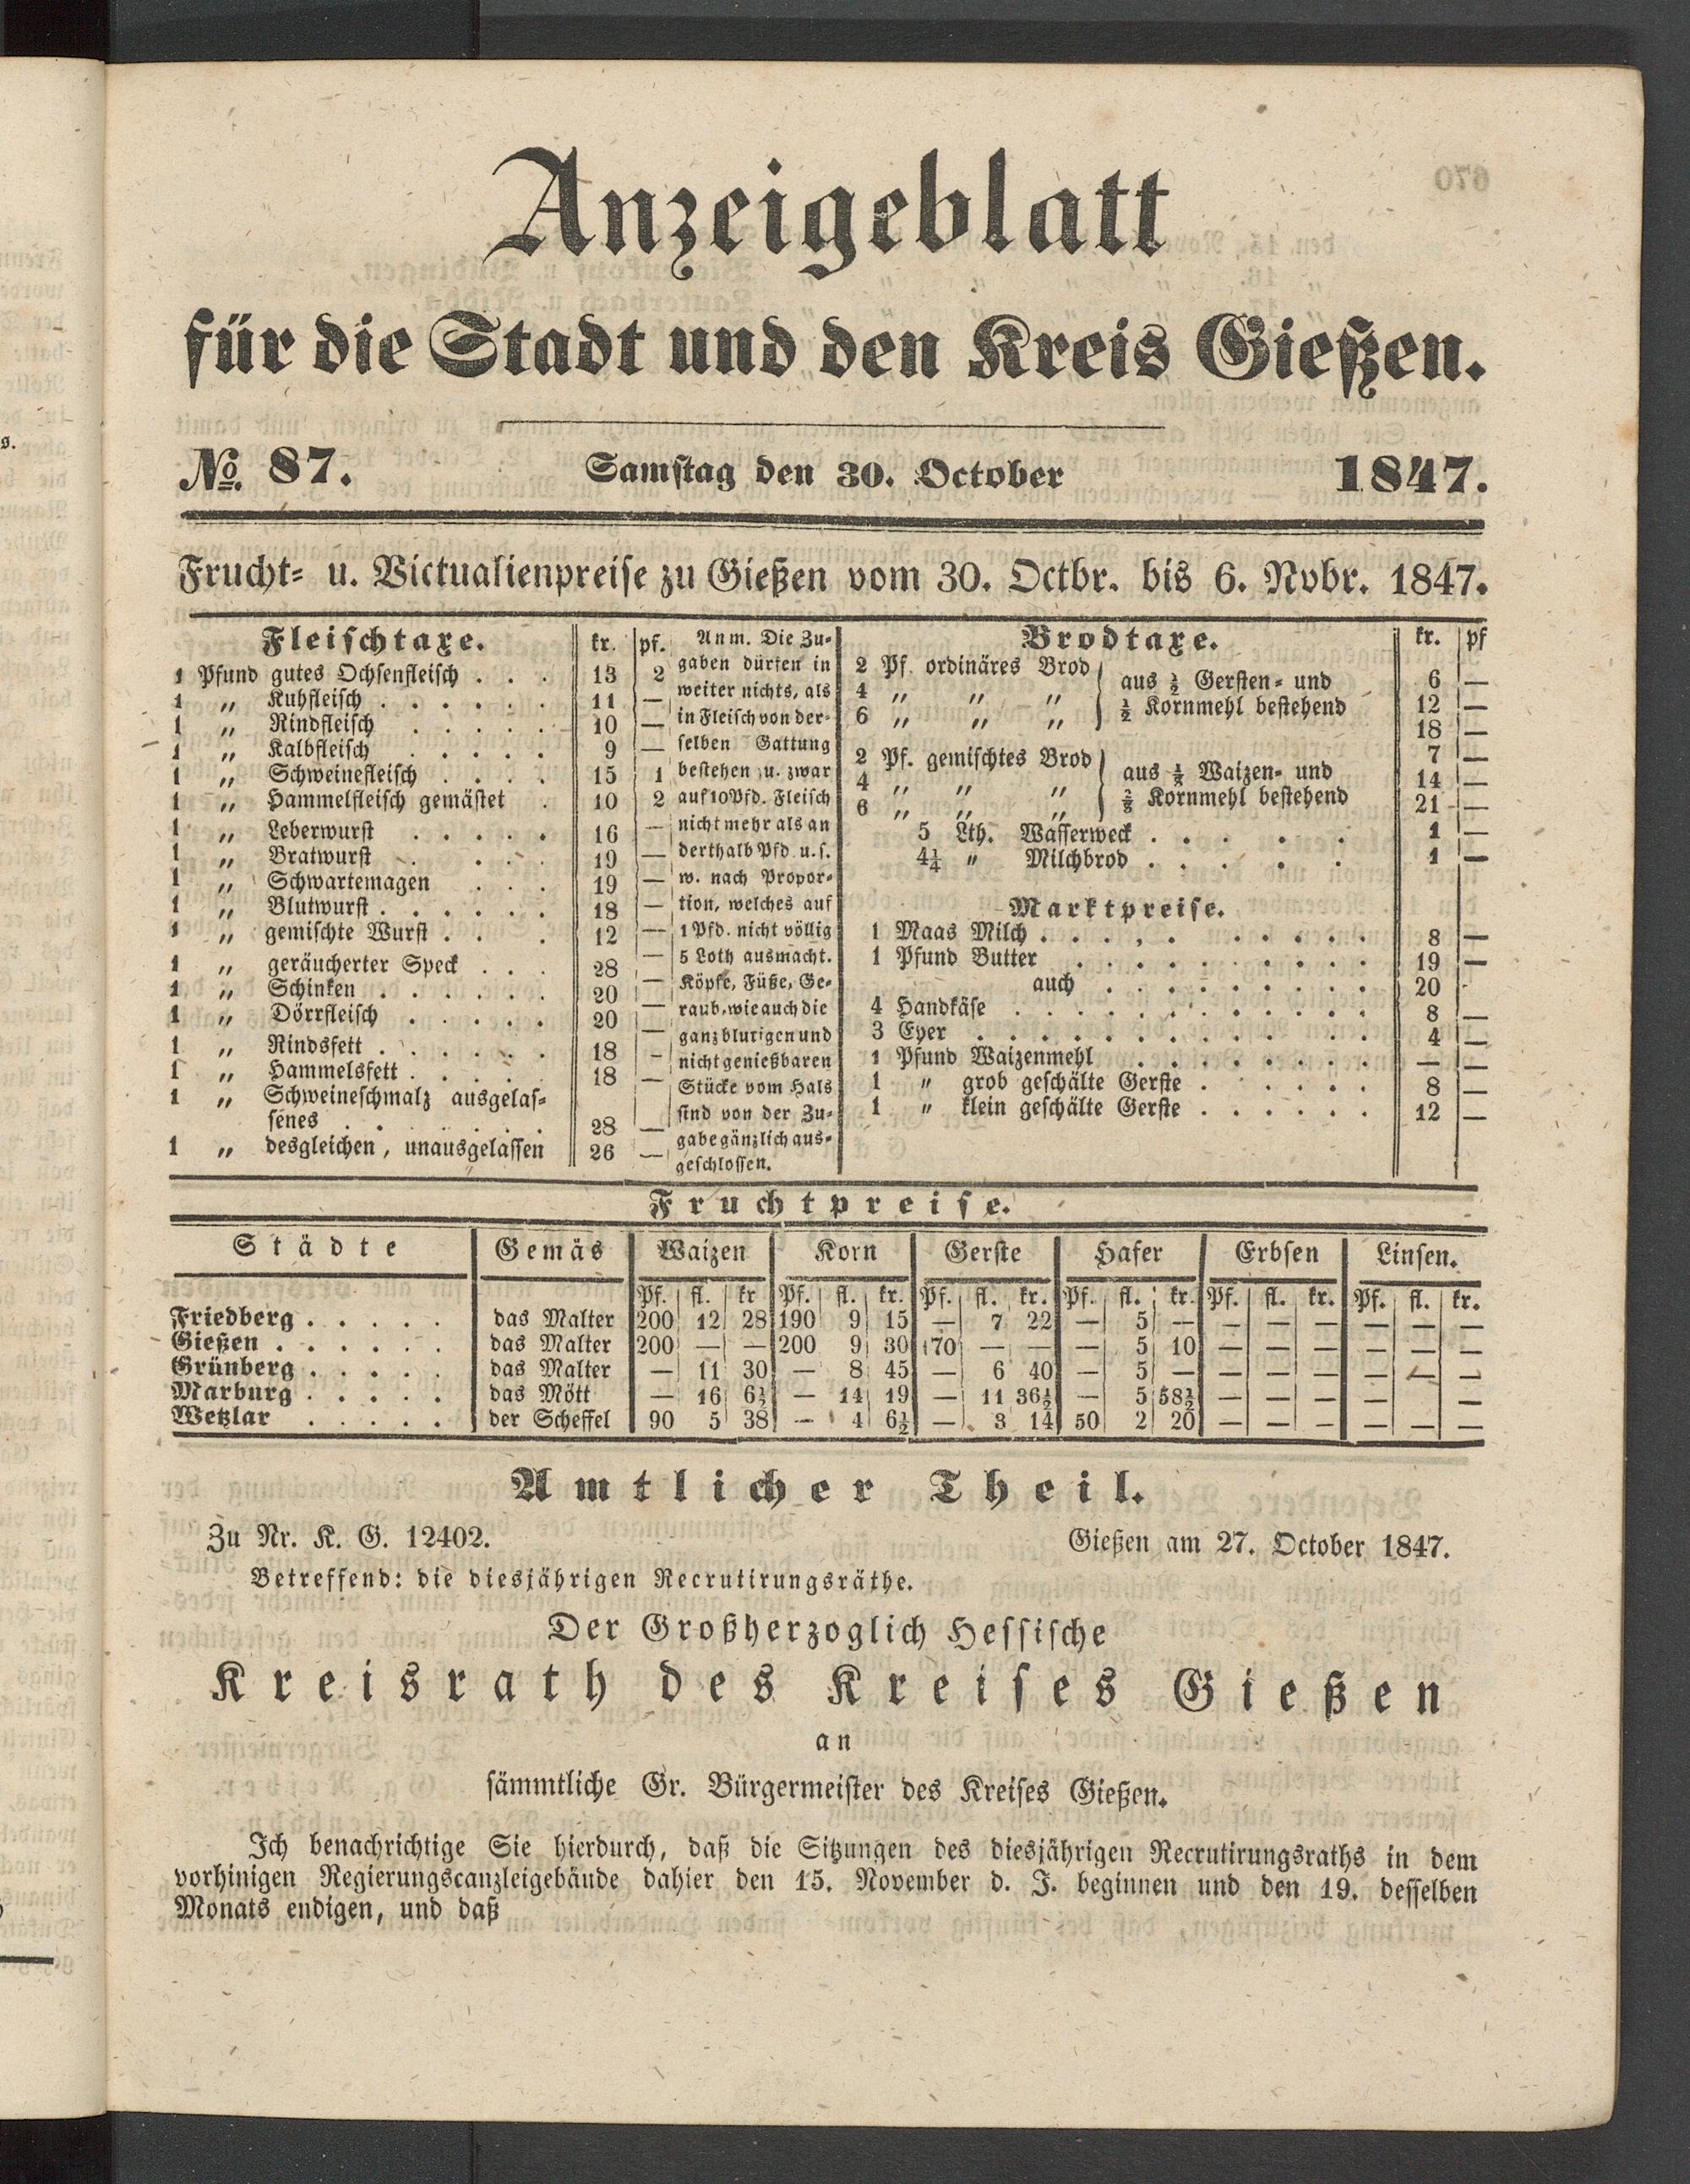 Anzeigeblatt
für die Stadt und den Kreis Gießen.
No. 87. Samstag den 30. October 1847.
Frucht- u. Victualienpreise zu Gießen vom 30. Octbr. bis 6. Nvbr. 1847.
Fleischtaxe. kr. pf.
1 Pfund gutes Ochsenfleisch . . . 13 2
1 „ Kuhfleisch . . . . . . 11 —
1 „ Rindfleisch . . . . . 10 —
1 „ Kalbfleisch . . . . . 9 —
1 „ Schweinefleisch . . . . 15 1
1 „ Hammelfleisch gemästet . 10 2
1 „ Leberwurst . . . . . 16 —
1 „ Bratwurst . . . . 19 —
1 „ Schwartemagen . . . 19 —
1 „ Blutwurst . . . . . . 18 —
1 „ gemischte Wurst . . . 12 —
1 „ geräucherter Speck . . . 28 —
1 „ Schinken . . . . . . 20 —
1 „ Dörrfleisch . . . . . 20 —
1 „ Rindsfett . . . . . . 18 —
1 „ Hammelsfett . . . . . 18 —
1 „ Schweineschmalz ausgelas-
senes . . . . . . 28 —
1 „ desgleichen, unausgelassen 26 —
Anm. Die Zu-
gaben dürfen in
weiter nichts, als
in Fleisch von der-
selben Gattung
bestehen, u. zwar
auf 10 Pfd. Fleisch
nicht mehr als an
derthalb Pfd. u. s.
w. nach Propor-
tion, welches auf
1 Pfd. nicht völlig
5 Loth ausmacht.
Köpfe, Füße, Ge-
raub, wie auch die
ganz blutigen und
nicht genießbaren
Stücke vom Hals
sind von der Zu-
gabe gänzlich aus-
geschlossen.
Brodtaxe. kr. pf
2 Pf. ordinäres Brod aus ½ Gersten- und 6 —
4 „ „ „ ½ Kornmehl bestehend 12 —
6 „ „ „ 18 —
2 Pf. gemischtes Brod aus Waizen- und 7 —
4 „ „ „ Kornmehl bestehend 14 —
6 „ „ „ 21 —
5 Lth. Wasserweck . . . . . 1 —
4¼ „ Milchbrod . . . . . 1 —
Marktpreise.
1 Maas Milch . . . . . . . . . . 8 —
1 Pfund Butter . . . . . . . . . 19 —
auch . . . . . . . . 20
4 Handkäse . . . . . . . . . . . 8 —
3 Eyer . . . . . . . . . . . . 4 —
1 Pfund Waizenmehl . . . . . . . . — —
1 „ grob geschälte Gerste . . . . . . 8 —
1 „ klein geschälte Gerste . . . . . . 12 —
Fruchtpreise.
Städte Gemäs Waizen Korn Gerste Hafer Erbsen Linsen.
Pf. fl. kr Pf. fl. kr. Pf. fl. kr. Pf. fl. kr. Pf. fl. kr. Pf. fl. kr.
Friedberg . . . . . das Malter 200 12 28 190 9 15 — 7 22 — 5 — — — — — — —
Gießen . . . . . . das Malter 200 — — 200 9 30 170 — — — 5 10 — — — — — —
Grünberg . . . . . das Malter — 11 30 — 8 45 — 6 40 — 5 — — — — — — —
Marburg . . . . . das Mött — 16 6½ — 14 19 — 11 36½ — 5 58½ — — — — — —
Wetzlar . . . . . der Scheffel 90 5 38 — 4 6½ — 3 14 50 2 20 — — — — — —
Amtlicher Theil.
Zu Nr. K. G. 12402. Gießen am 27. October 1847.
Betreffend: die diesjährigen Recrutirungsräthe.
Der Großherzoglich Hessische
Kreisrath des Kreises Gießen
an
sämmtliche Gr. Bürgermeister des Kreises Gießen.
Ich benachrichtige Sie hierdurch, daß die Sitzungen des diesjährigen Recrutirungsraths in dem
vorhinigen Regierungscanzleigebäude dahier den 15. November d. J. beginnen und den 19. desselben
Monats endigen, und daß